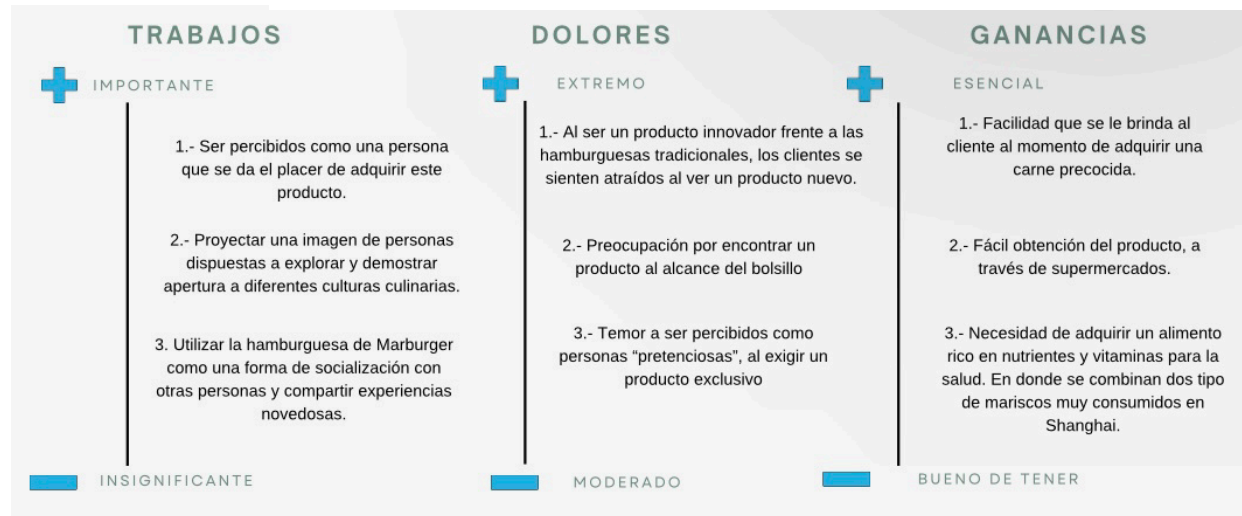 TRABAJOS
IMPORTANTE
1.- Ser percibidos como una persona
que se da el placer de adquirir este
producto.
2.- Proyectar una imagen de personas
dispuestas a explorar y demostrar
apertura a diferentes culturas culinarias.
3. Utilizar la hamburguesa de Marburger
como una forma de socialización con
otras personas y compartir experiencias
novedosas.
INSIGNIFICANTE
DOLORES
EXTREMO
1.- Al ser un producto innovador frente a las
hamburguesas tradicionales, los clientes se
sienten atraídos al ver un producto nuevo.
2.- Preocupación por encontrar un
producto al alcance del bolsillo
3.- Temor a ser percibidos como
personas “pretenciosas”, al exigir un
producto exclusivo
MODERADO
GANANCIAS
ESENCIAL
1.- Facilidad que se le brinda al
cliente al momento de adquirir una
carne precocida.
2.- Fácil obtención del producto, a
través de supermercados.
3.- Necesidad de adquirir un alimento
rico en nutrientes y vitaminas para la
salud. En donde se combinan dos tipo
de mariscos muy consumidos en
Shanghai.
BUENO DE TENER